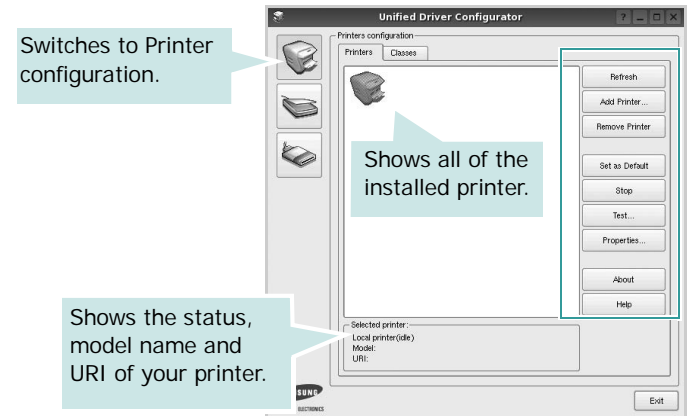 Unified Driver Configurator
Switches to Printer
configuration.
Printers configuration
Printers Classes
Refresh
Add Printer...
Remove Printer
Shows all of the
installed printer.
Set as Default
Stop
Test...
Properties...
About
Help
Shows the status,
model name and
URI of your printer.
Selected printer:
Local printer(idle)
Model:
URI:
SUNG
ELECTRONICS
Exit